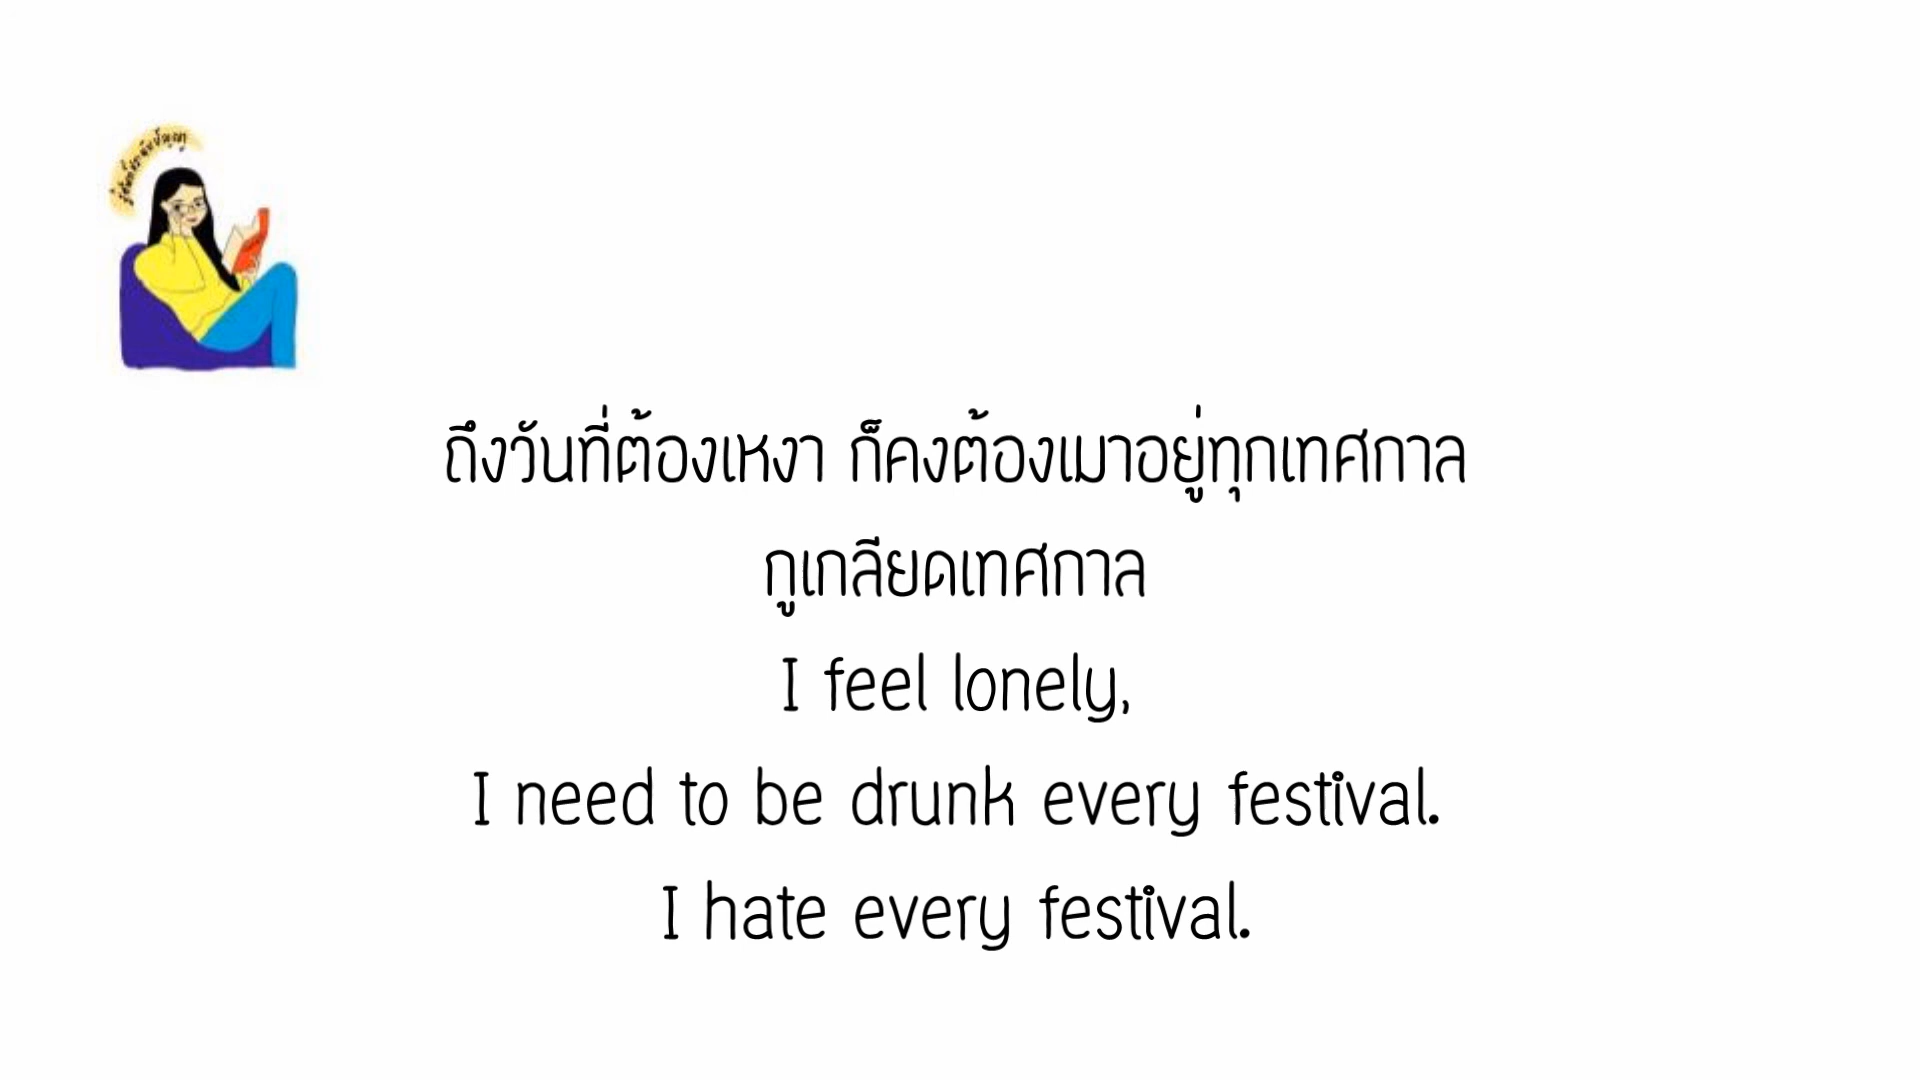 ถึงวันที่ต้องเหงา ก็คงต้องเมาอยู่ทุกเทศกาล
กูเกลียดเทศกาล
I feel lonely,
I need to be drunk every festival.
I hate every festival.